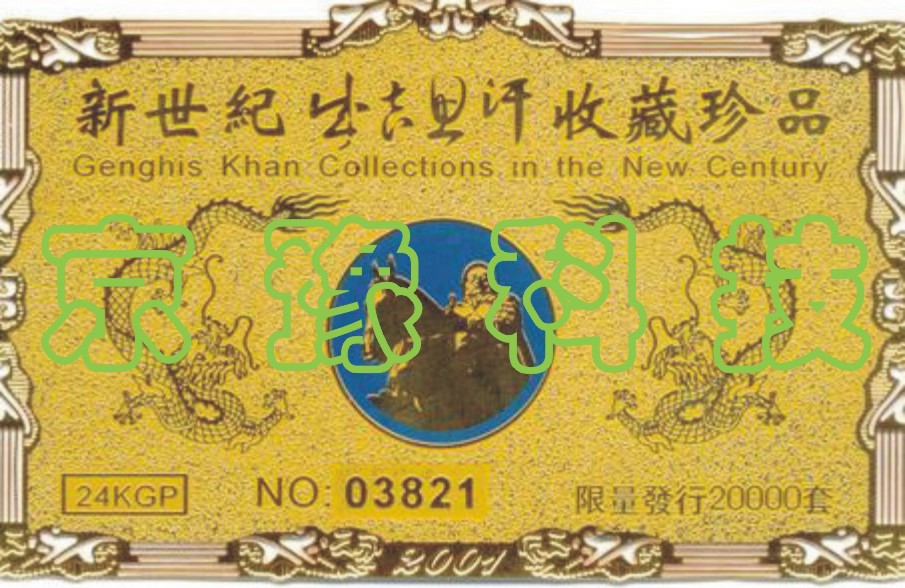 新世紀成吉思汗收藏珍品
Genghis Khan Collections in the New Century
京豫科技
24KGP
NO: 03821
限量發行20000套
2001